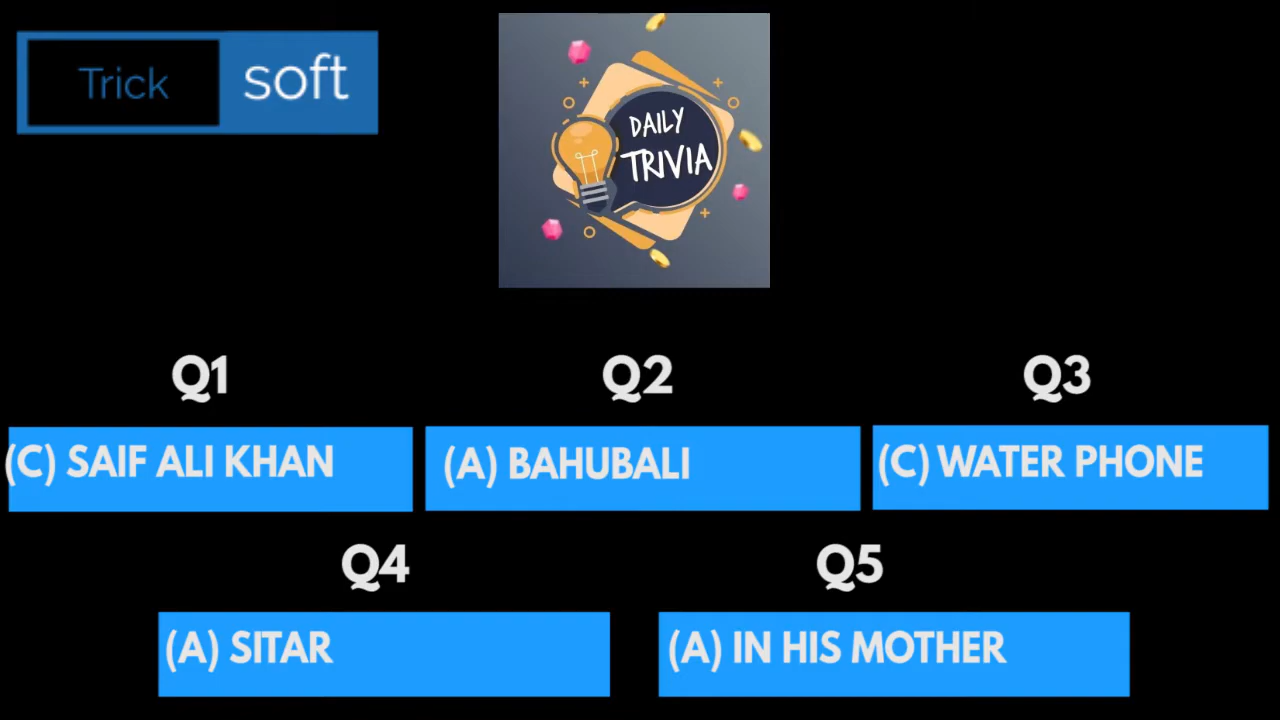 Trick soft
DAILY
TRIVIA
Q1 Q2 Q3
(C) SAIF ALI KHAN (A) BAHUBALI (C) WATER PHONE
Q4 Q5
(A) SITAR (A) IN HIS MOTHER